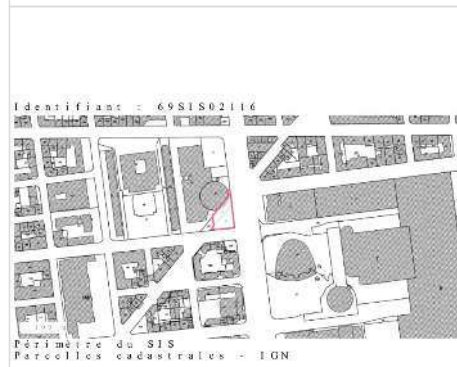 Identifiant : 69SIS02116
Périmètre du SIS
Parcelles cadastrales - IGN